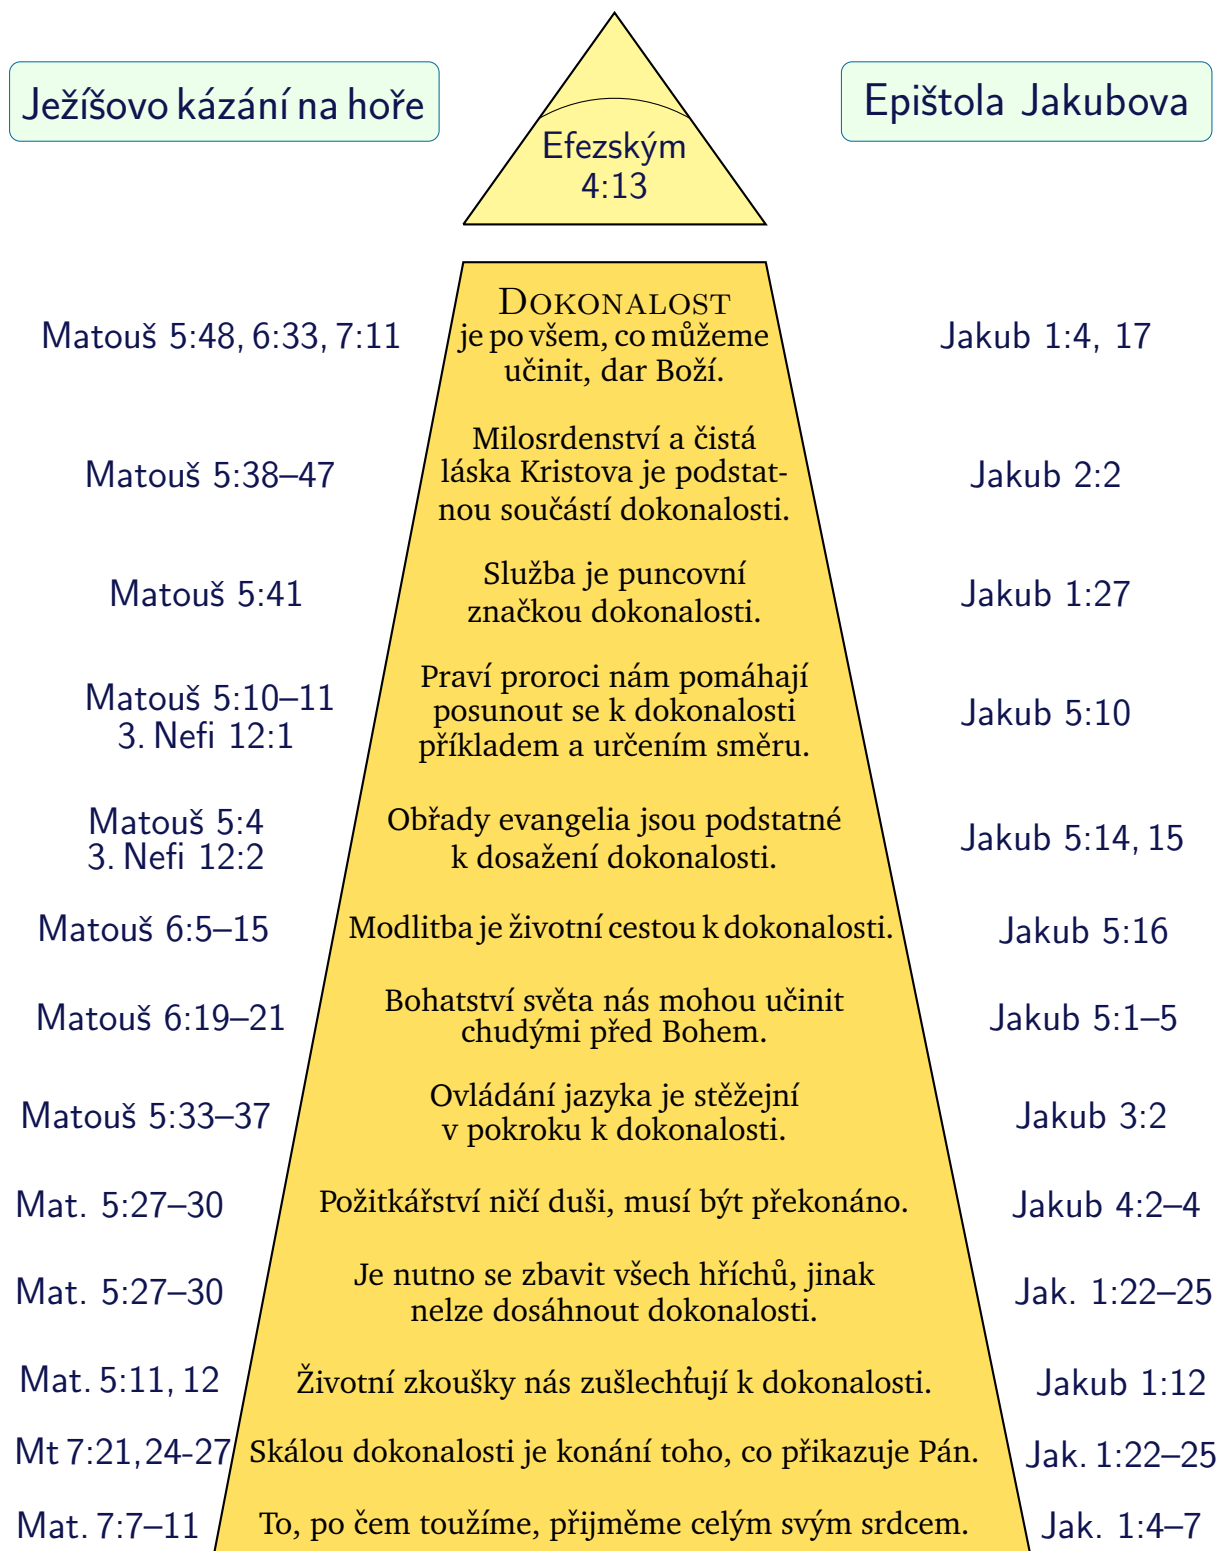 Ježíšovo kázání na hoře
Epištola Jakubova
Efezským
4:13
Matouš 5:48, 6:33, 7:11
DOKONALOST
je po všem, co můžeme
učinit, dar Boží.
Jakub 1:4, 17
Matouš 5:38–47
Milosrdenství a čistá
láska Kristova je podstat-
nou součástí dokonalosti.
Jakub 2:2
Matouš 5:41
Služba je puncovní
značkou dokonalosti.
Jakub 1:27
Matouš 5:10–11
3. Nefi 12:1
Praví proroci nám pomáhají
posunout se k dokonalosti
příkladem a určením směru.
Jakub 5:10
Matouš 5:4
3. Nefi 12:2
Obřady evangelia jsou podstatné
k dosažení dokonalosti.
Jakub 5:14, 15
Matouš 6:5–15
Modlitba je životní cestou k dokonalosti.
Jakub 5:16
Matouš 6:19–21
Bohatství světa nás mohou učinit
chudými před Bohem.
Jakub 5:1–5
Matouš 5:33–37
Ovládání jazyka je stěžejní
v pokroku k dokonalosti.
Jakub 3:2
Mat. 5:27–30
Požitkářství ničí duši, musí být překonáno.
Jakub 4:2–4
Mat. 5:27–30
Je nutno se zbavit všech hříchů, jinak
nelze dosáhnout dokonalosti.
Jak. 1:22–25
Mat. 5:11, 12
Životní zkoušky nás zušlechťují k dokonalosti.
Jakub 1:12
Mt 7:21,24-27
Skálou dokonalosti je konání toho, co přikazuje Pán.
Jak. 1:22–25
Mat. 7:7–11
To, po čem toužíme, přijměme celým svým srdcem.
Jak. 1:4–7